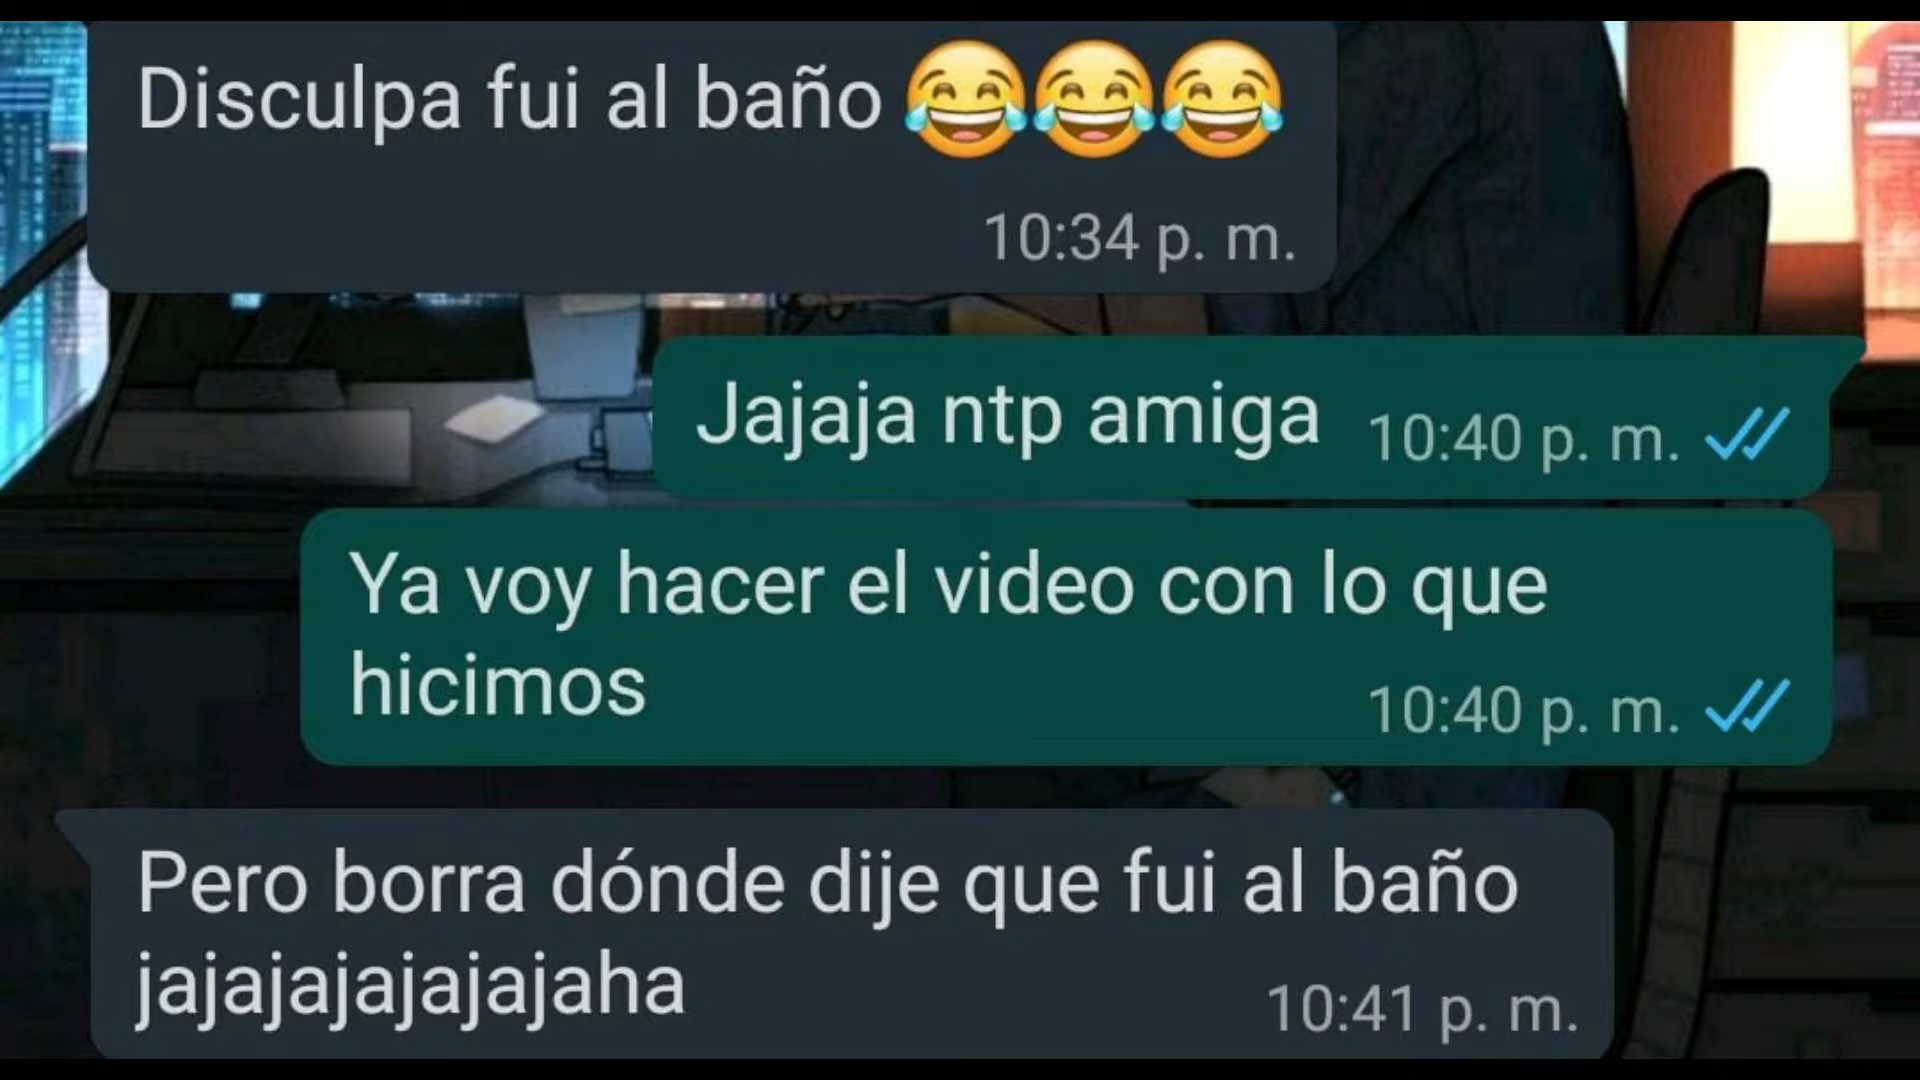 Disculpa fui al baño 😂😂😂
10:34 p. m.
Jajaja ntp amiga 10:40 p. m.
Ya voy hacer el video con lo que
hicimos 10:40 p. m.
Pero borra dónde dije que fui al baño
jajajajajajajaha 10:41 p. m.